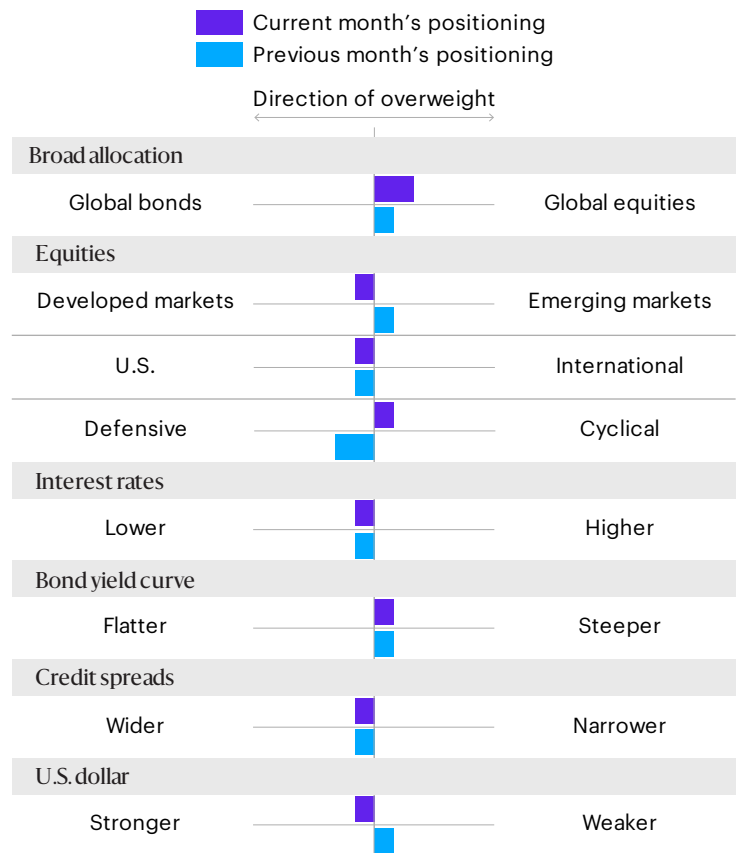 Current month’s positioning
Previous month’s positioning
Direction of overweight
Broad allocation
Global bonds Global equities
Equities
Developed markets Emerging markets
U.S. International
Defensive Cyclical
Interest rates
Lower Higher
Bond yield curve
Flatter Steeper
Credit spreads
Wider Narrower
U.S. dollar
Stronger Weaker